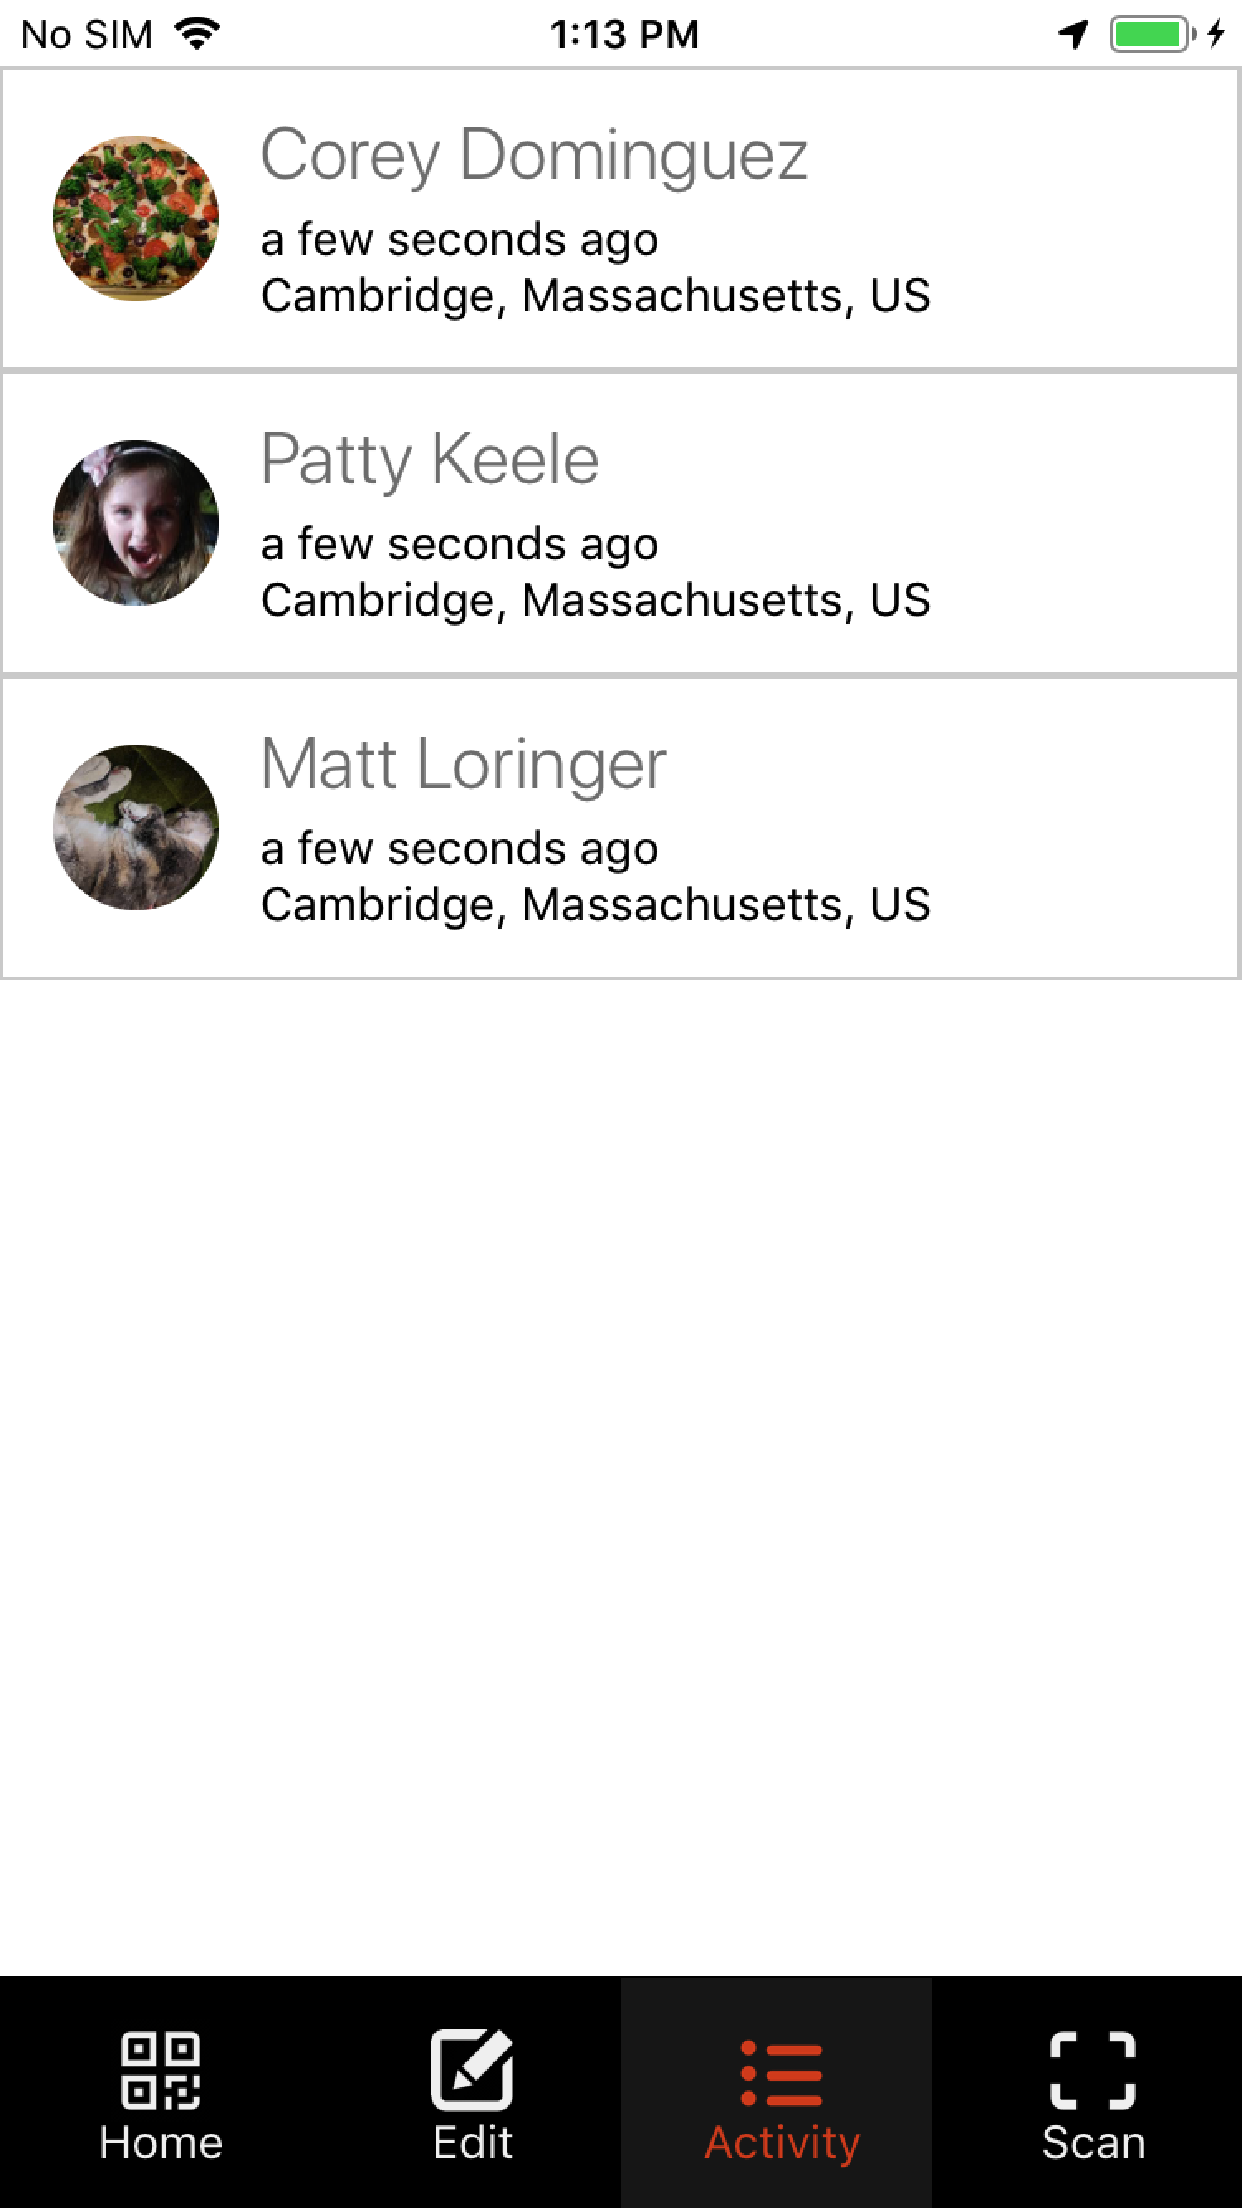 No SIM 1:13 PM
Corey Dominguez
a few seconds ago
Cambridge, Massachusetts, US
Patty Keele
a few seconds ago
Cambridge, Massachusetts, US
Matt Loringer
a few seconds ago
Cambridge, Massachusetts, US
Home Edit Activity Scan